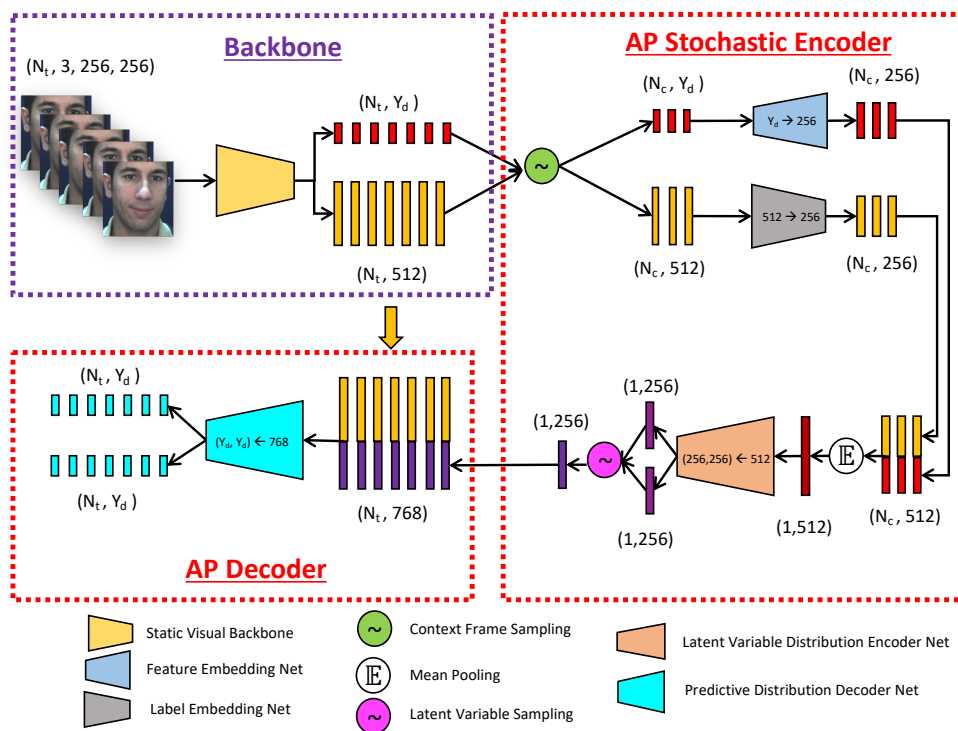 Backbone
(Nt , 3, 256, 256)
(Nt , Yd )
(Nt , 512)
AP Stochastic Encoder
(Nc , Yd )
Yd → 256
(Nc , 256)
~
512 → 256
(Nc , 512)
(Nc , 256)
(Nt , Yd )
(Yd, Yd) ← 768
(Nt , Yd )
(Nt , 768)
AP Decoder
(1,256)
(1,256)
~
(1,256)
(256,256) ← 512
(1,512)
𝔼
(Nc , 512)
Static Visual Backbone
Feature Embedding Net
Label Embedding Net
~ Context Frame Sampling
𝔼 Mean Pooling
~ Latent Variable Sampling
Latent Variable Distribution Encoder Net
Predictive Distribution Decoder Net